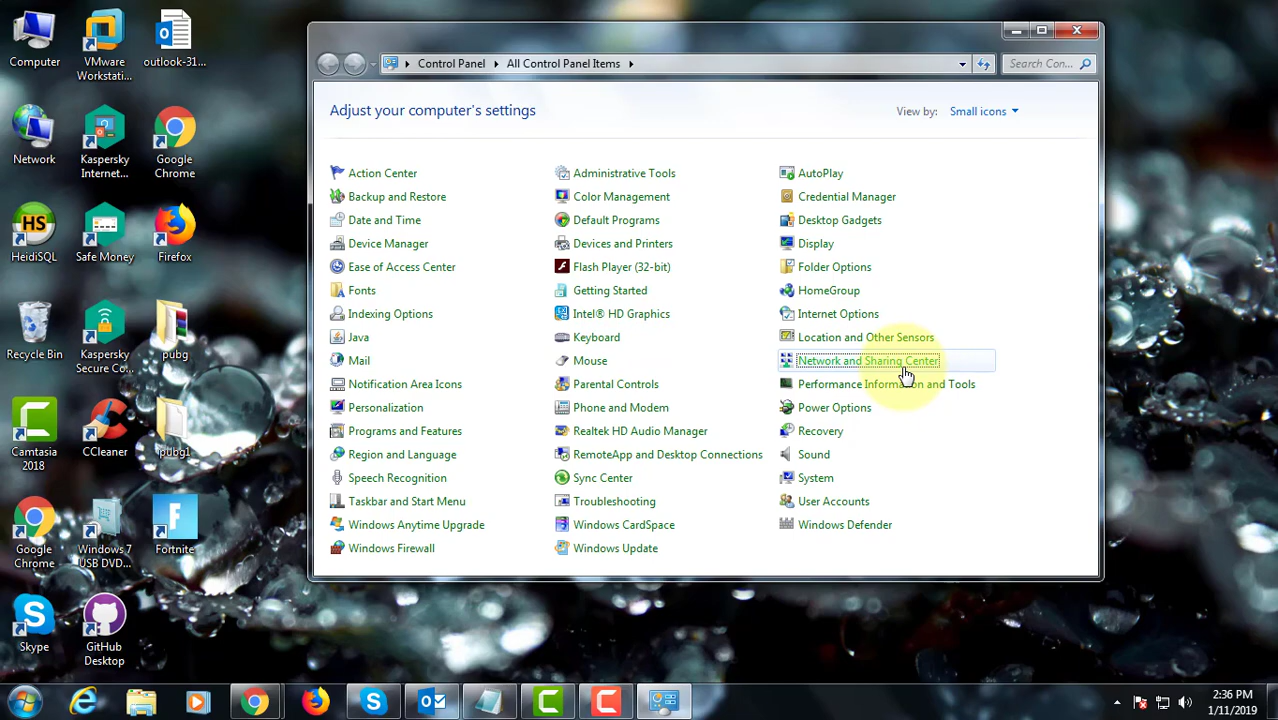 Computer
VMware
Workstati...
outlook-31...
Network
Kaspersky
Internet...
Google
Chrome
HS
HeidiSQL
Safe Money
Firefox
Recycle Bin
Kaspersky
Secure Co...
pubg
Camtasia
2018
CCleaner
pubg1
Google
Chrome
Windows 7
USB DVD...
Fortnite
Skype
GitHub
Desktop
Control Panel
All Control Panel Items
Search Con...
Adjust your computer's settings
View by:
Small icons
Action Center
Administrative Tools
AutoPlay
Backup and Restore
Color Management
Credential Manager
Date and Time
Default Programs
Desktop Gadgets
Device Manager
Devices and Printers
Display
Ease of Access Center
Flash Player (32-bit)
Folder Options
Fonts
Getting Started
HomeGroup
Indexing Options
Intel® HD Graphics
Internet Options
Java
Keyboard
Location and Other Sensors
Mail
Mouse
Network and Sharing Center
Notification Area Icons
Parental Controls
Performance Information and Tools
Personalization
Phone and Modem
Power Options
Programs and Features
Realtek HD Audio Manager
Recovery
Region and Language
RemoteApp and Desktop Connections
Sound
Speech Recognition
Sync Center
System
Taskbar and Start Menu
Troubleshooting
User Accounts
Windows Anytime Upgrade
Windows CardSpace
Windows Defender
Windows Firewall
Windows Update
2:36 PM
1/11/2019